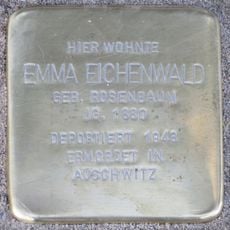 HIER WOHNTE
EMMA EICHENWALD
GEB. ROSENBAUM
JG. 1880
DEPORTIERT 1943
ERMORDET IN
AUSCHWITZ